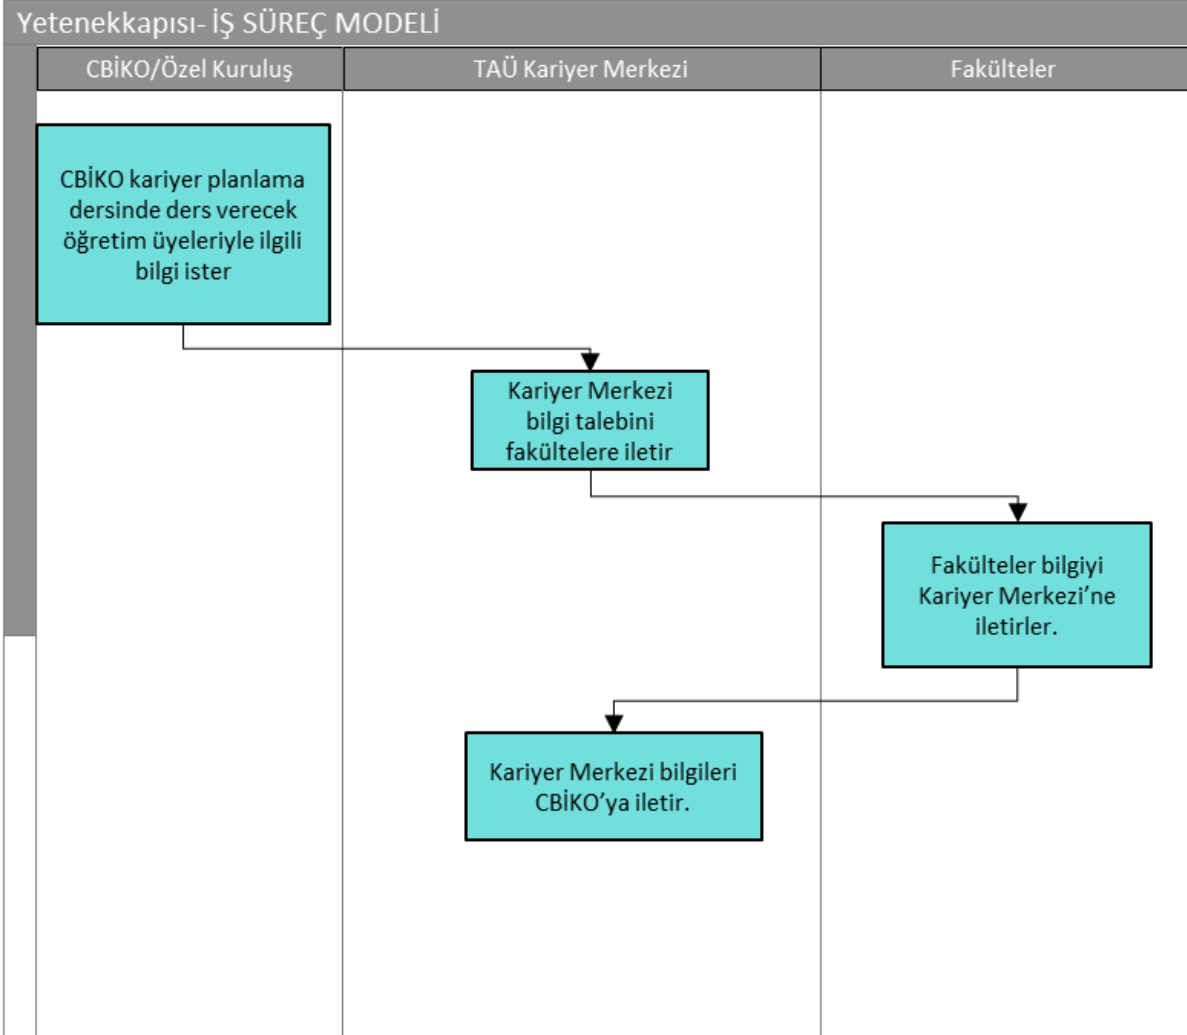 Yetenekkapısı- İŞ SÜREÇ MODELİ
CBİKO/Özel Kuruluş
TAÜ Kariyer Merkezi
Fakülteler
CBİKO kariyer planlama
dersinde ders verecek
öğretim üyeleriyle ilgili
bilgi ister
Kariyer Merkezi
bilgi talebini
fakültelere iletir
Fakülteler bilgiyi
Kariyer Merkezi’ne
iletirler.
Kariyer Merkezi bilgileri
CBİKO’ya iletir.